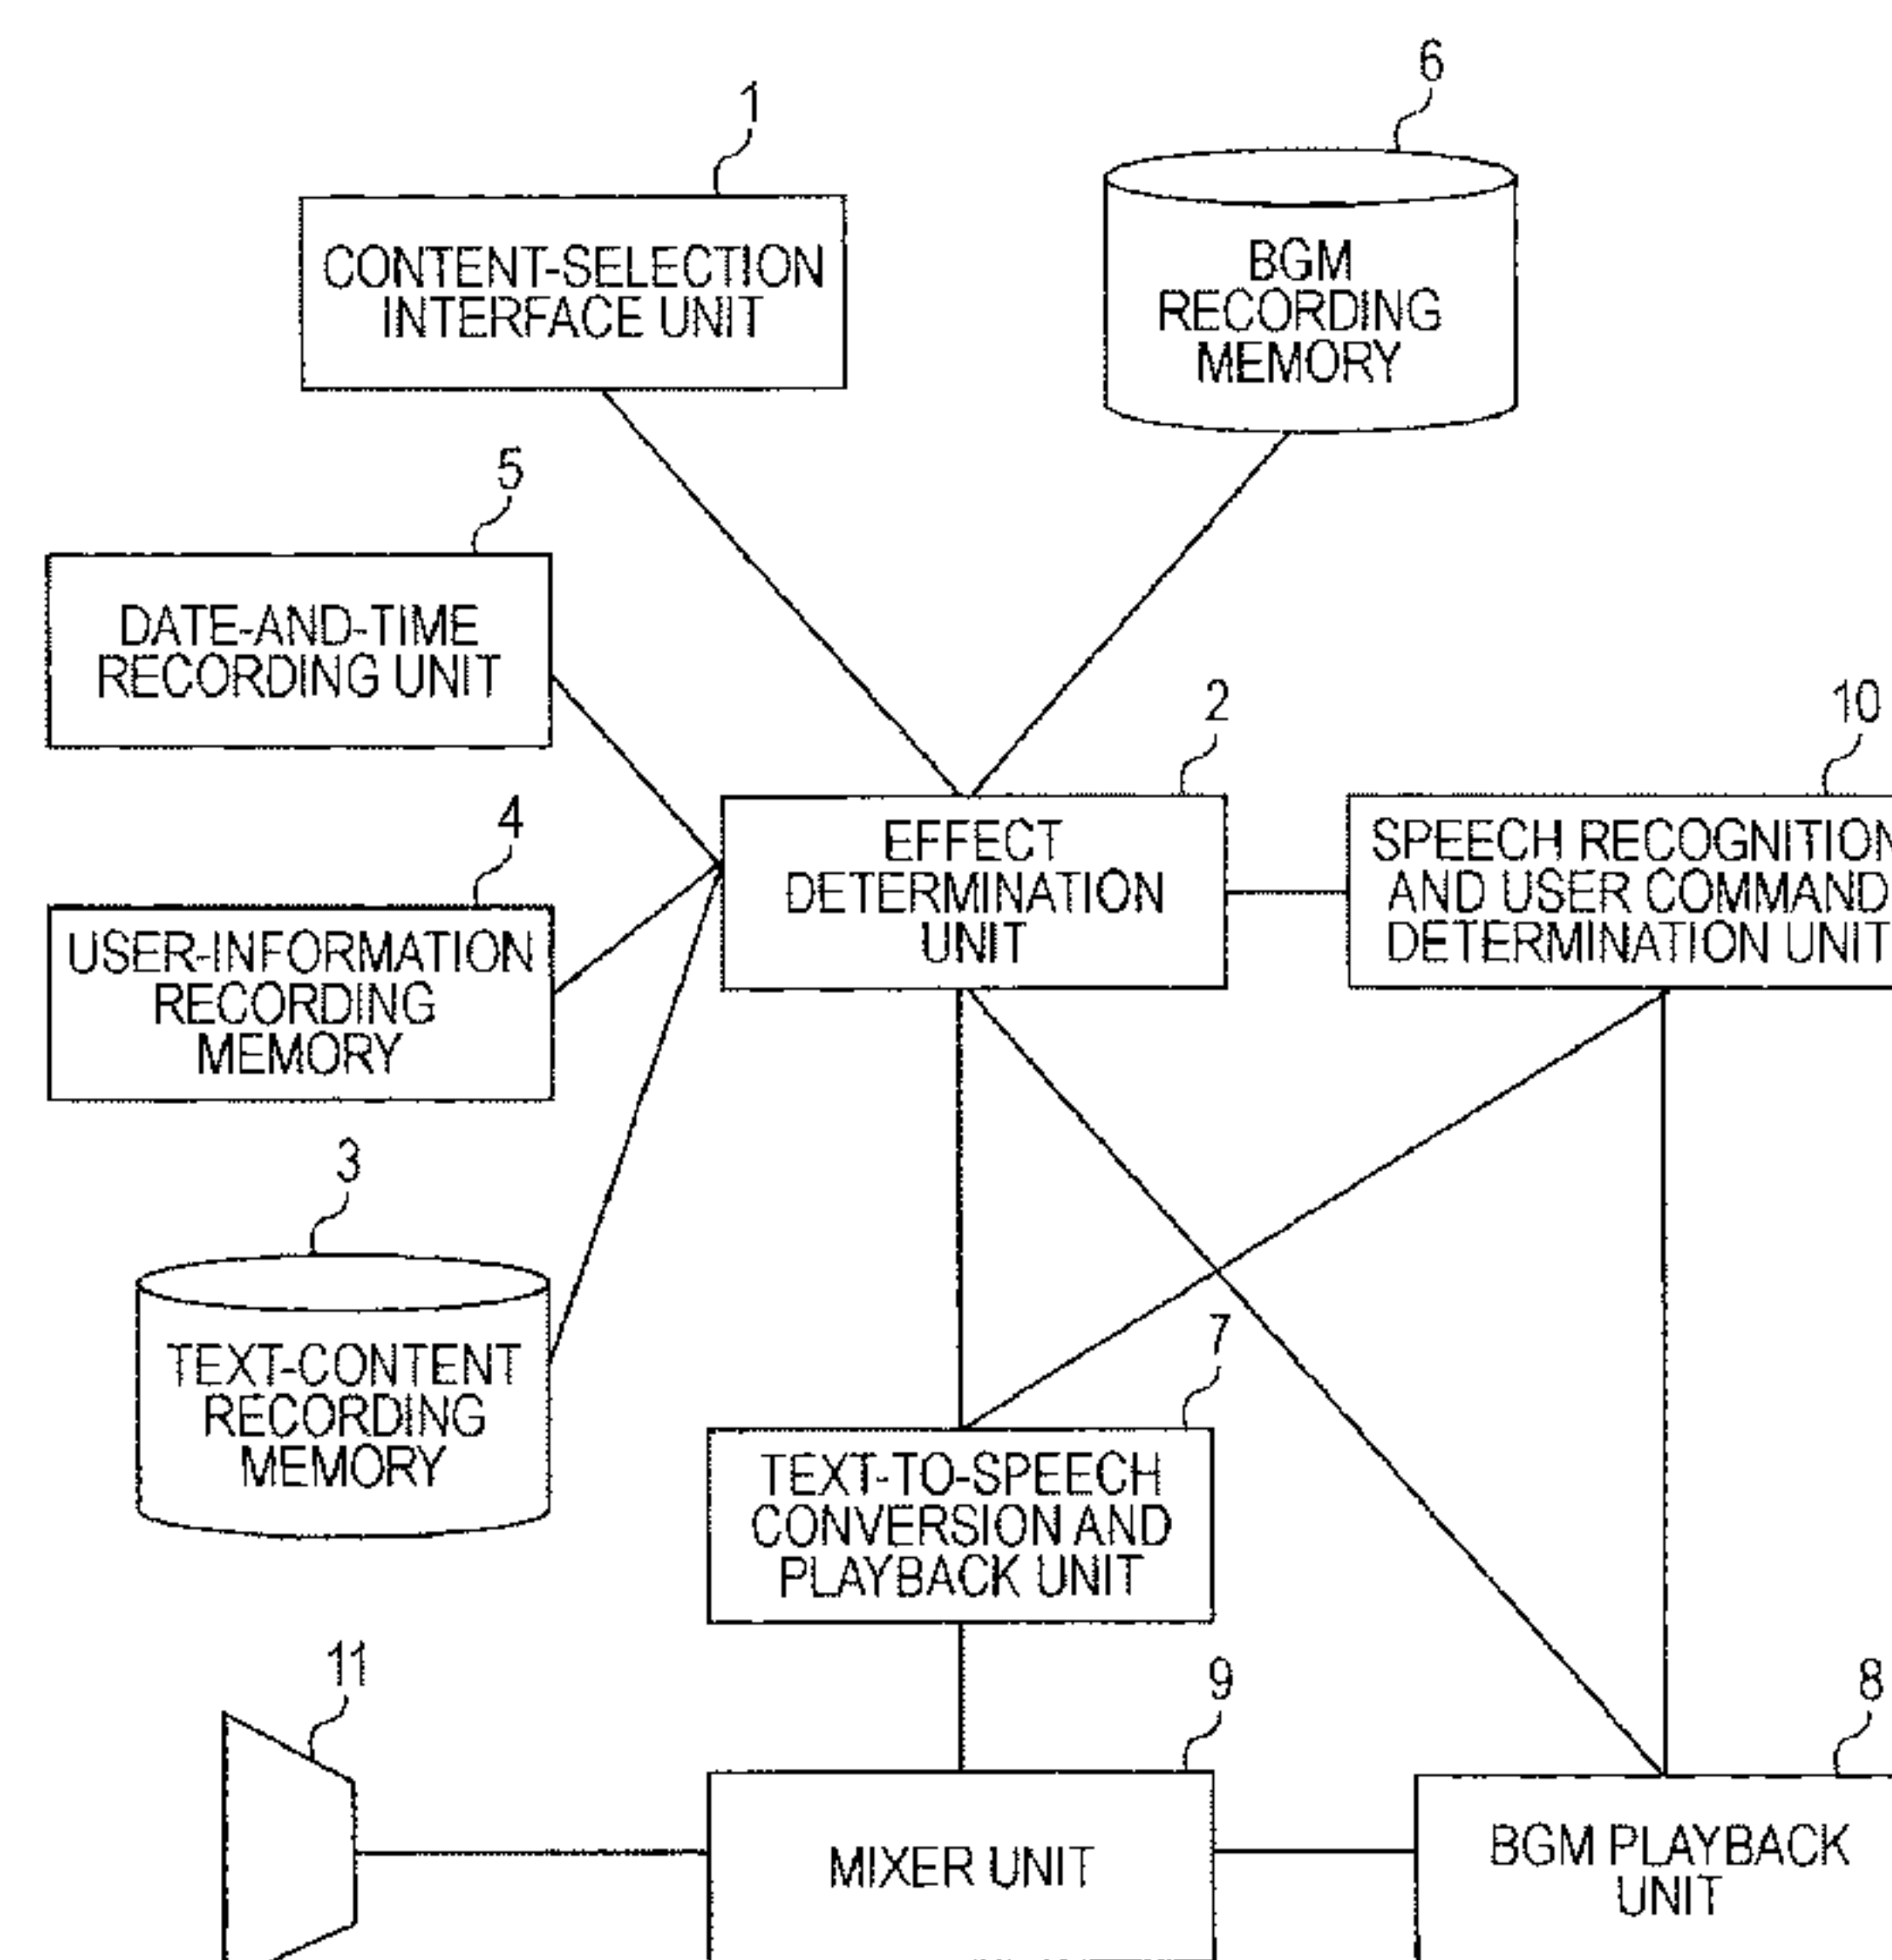 6
1
CONTENT-SELECTION
INTERFACE UNIT
BGM
RECORDING
MEMORY
5
DATE-AND-TIME
RECORDING UNIT
2
10
4
EFFECT
DETERMINATION
UNIT
SPEECH RECOGNITION
AND USER COMMAND
DETERMINATION UNIT
USER-INFORMATION
RECORDING
MEMORY
3
7
TEXT-CONTENT
RECORDING
MEMORY
TEXT-TO-SPEECH
CONVERSION AND
PLAYBACK UNIT
11
9
8
MIXER UNIT
BGM PLAYBACK
UNIT